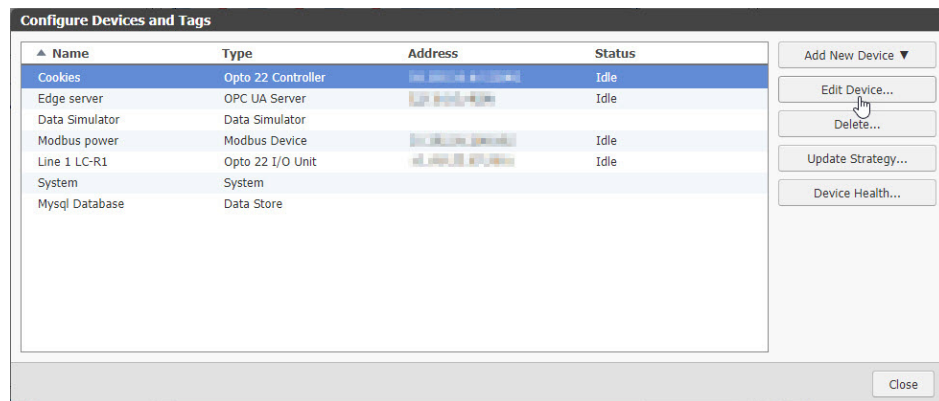 Configure Devices and Tags
▲ Name Type Address Status
Cookies Opto 22 Controller Idle
Edge server OPC UA Server Idle
Data Simulator Data Simulator
Modbus power Modbus Device Idle
Line 1 LC-R1 Opto 22 I/O Unit Idle
System System
Mysql Database Data Store
Add New Device ▼
Edit Device...
Delete...
Update Strategy...
Device Health...
Close